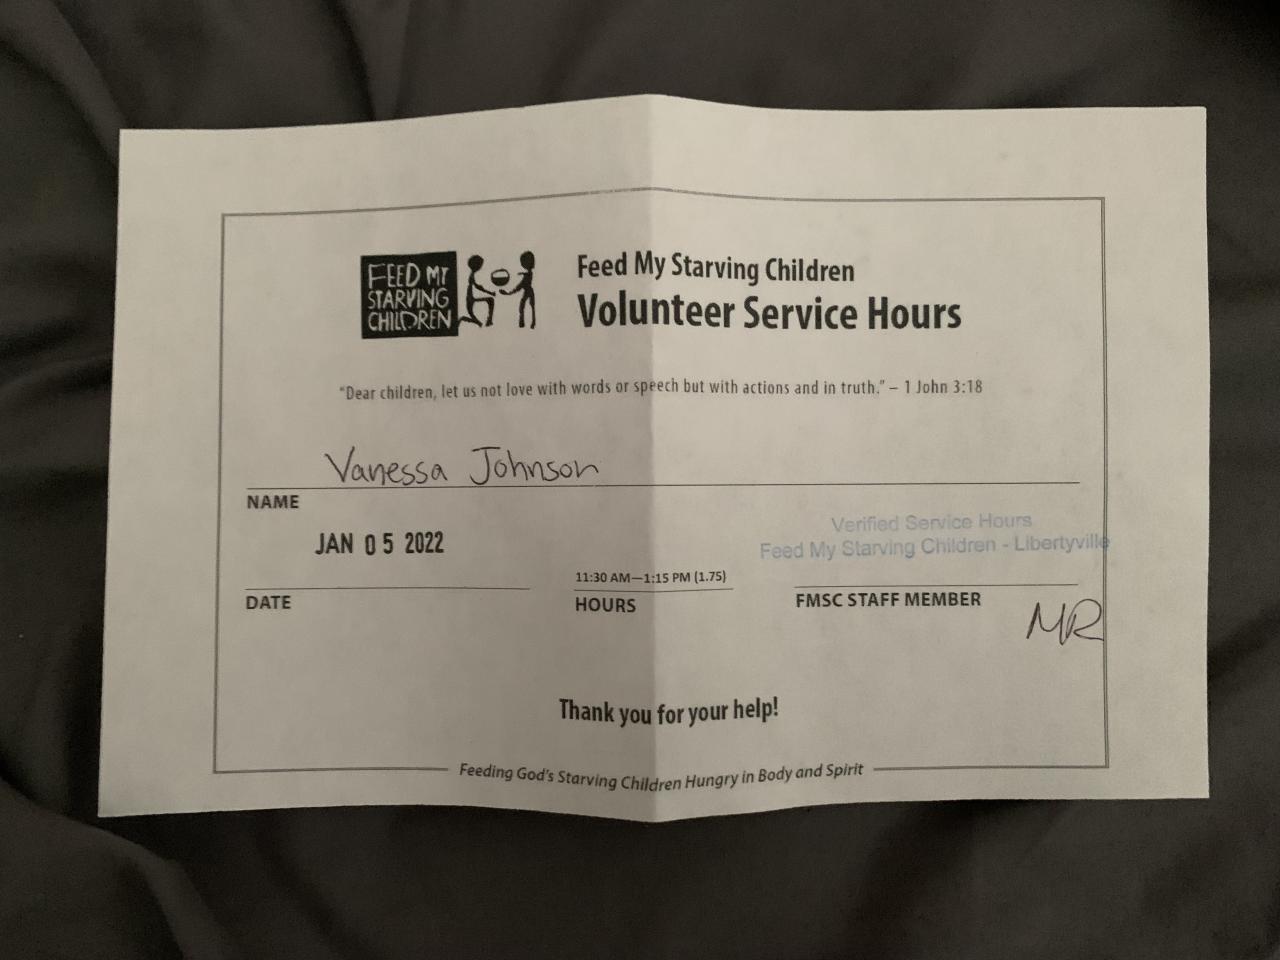 FEED MY
STARVING
CHILDREN
Feed My Starving Children
Volunteer Service Hours
"Dear children, let us not love with words or speech but with actions and in truth." – 1 John 3:18
Vanessa Johnson
NAME
JAN 05 2022
DATE
11:30 AM—1:15 PM (1.75)
HOURS
Verified Service Hours
Feed My Starving Children - Libertyville
FMSC STAFF MEMBER
MR
Thank you for your help!
Feeding God's Starving Children Hungry in Body and Spirit